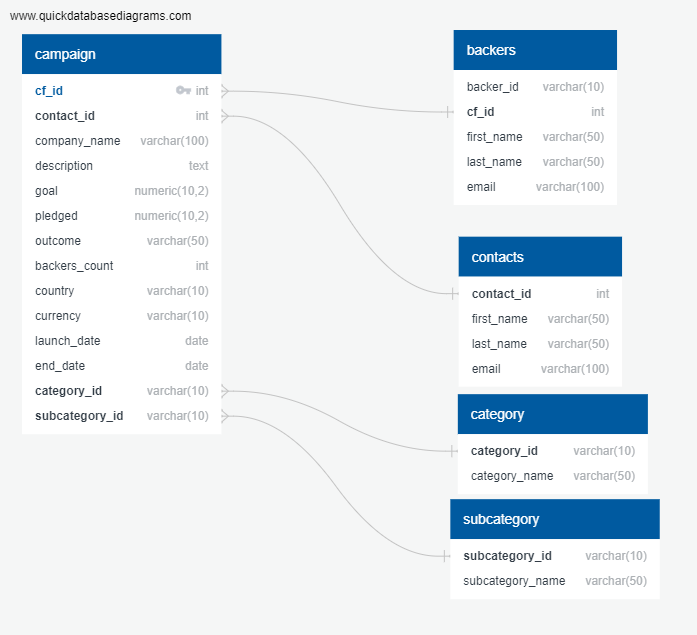 www.quickdatabasediagrams.com
campaign
cf_id int
contact_id int
company_name varchar(100)
description text
goal numeric(10,2)
pledged numeric(10,2)
outcome varchar(50)
backers_count int
country varchar(10)
currency varchar(10)
launch_date date
end_date date
category_id varchar(10)
subcategory_id varchar(10)
backers
backer_id varchar(10)
cf_id int
first_name varchar(50)
last_name varchar(50)
email varchar(100)
contacts
contact_id int
first_name varchar(50)
last_name varchar(50)
email varchar(100)
category
category_id varchar(10)
category_name varchar(50)
subcategory
subcategory_id varchar(10)
subcategory_name varchar(50)